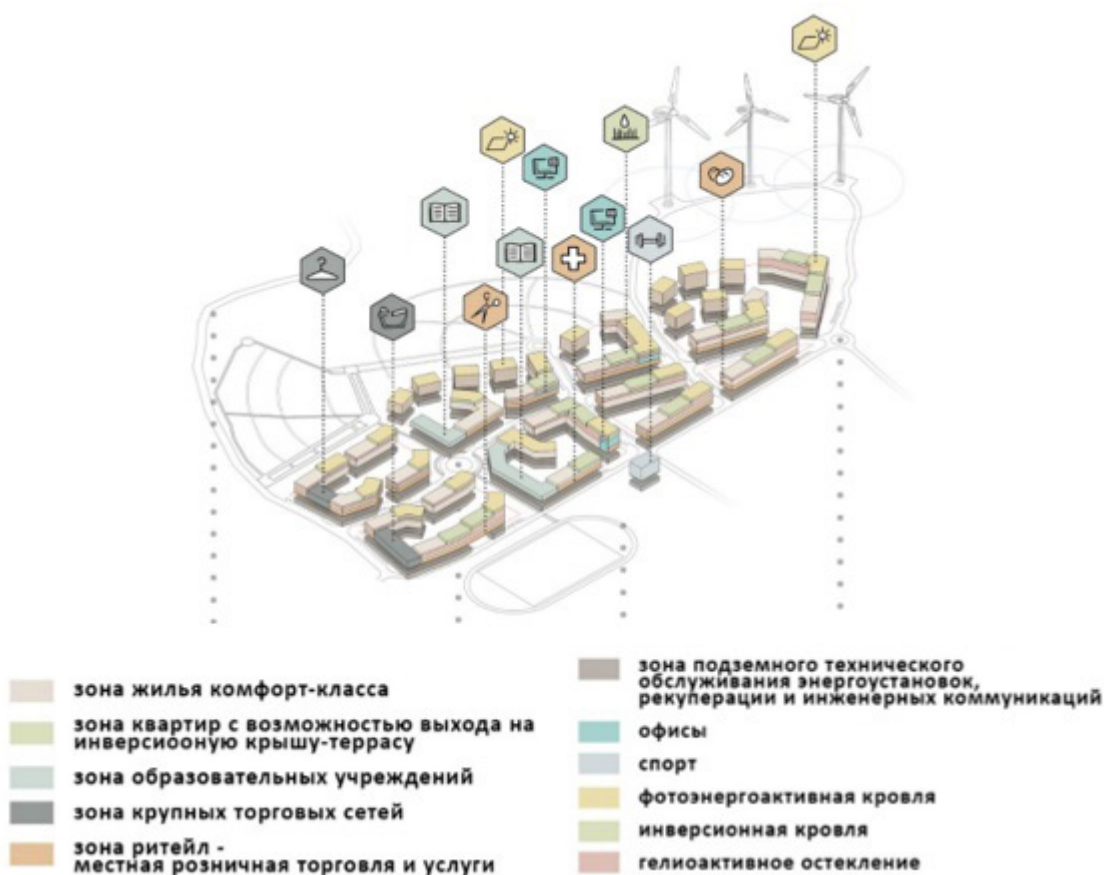 зона жилья комфорт-класса
зона квартир с возможностью выхода на
инверсиооную крышу-террасу
зона образовательных учреждений
зона крупных торговых сетей
зона ритейл -
местная розничная торговля и услуги
зона подземного технического
обслуживания энергоустановок,
рекуперации и инженерных коммуникаций
офисы
спорт
фотоэнергоактивная кровля
инверсионная кровля
гелиоактивное остекление